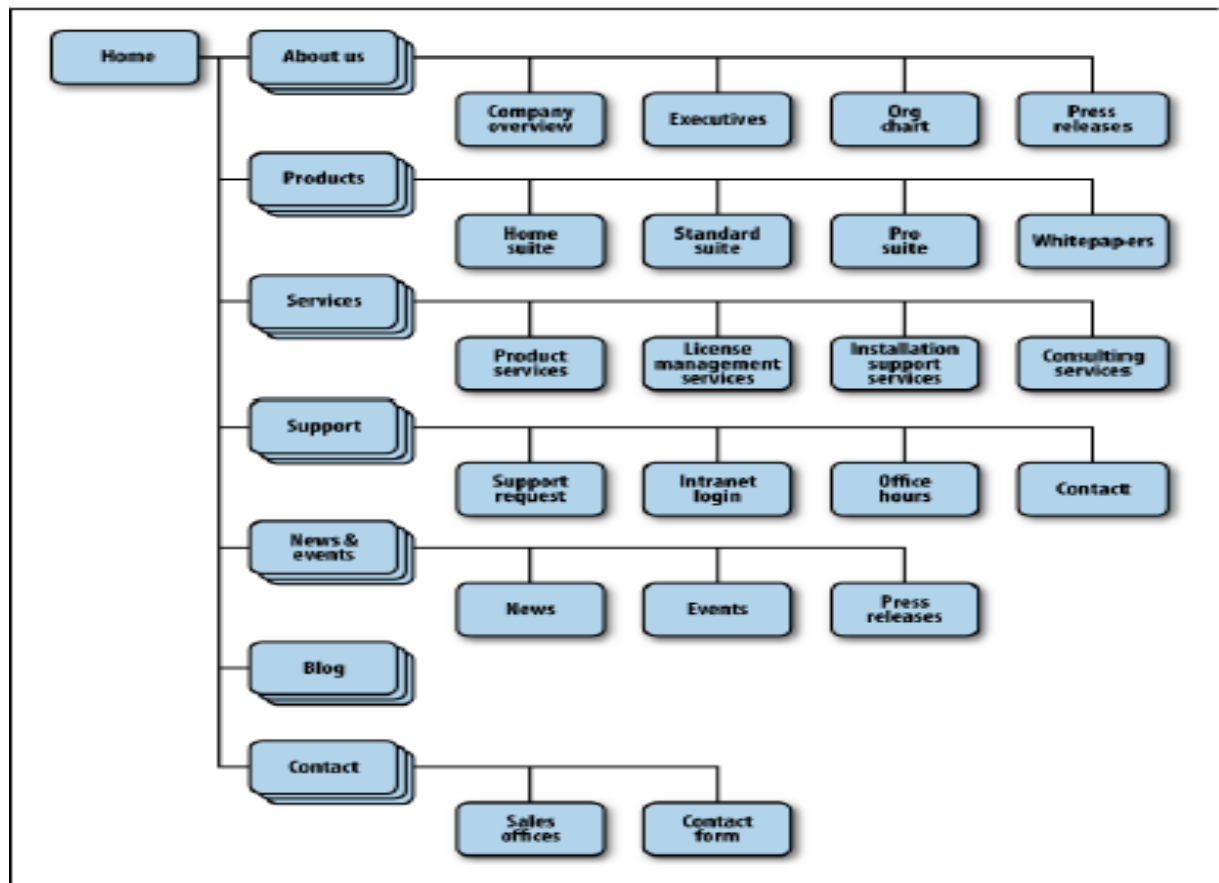 Home
About us
Company
overview
Executives
Org
chart
Press
releases
Products
Home
suite
Standard
suite
Pro
suite
Whitepapers
Services
Product
services
License
management
services
Installation
support
services
Consulting
services
Support
Support
request
Intranet
login
Office
hours
Contact
News &
events
News
Events
Press
releases
Blog
Contact
Sales
offices
Contact
form